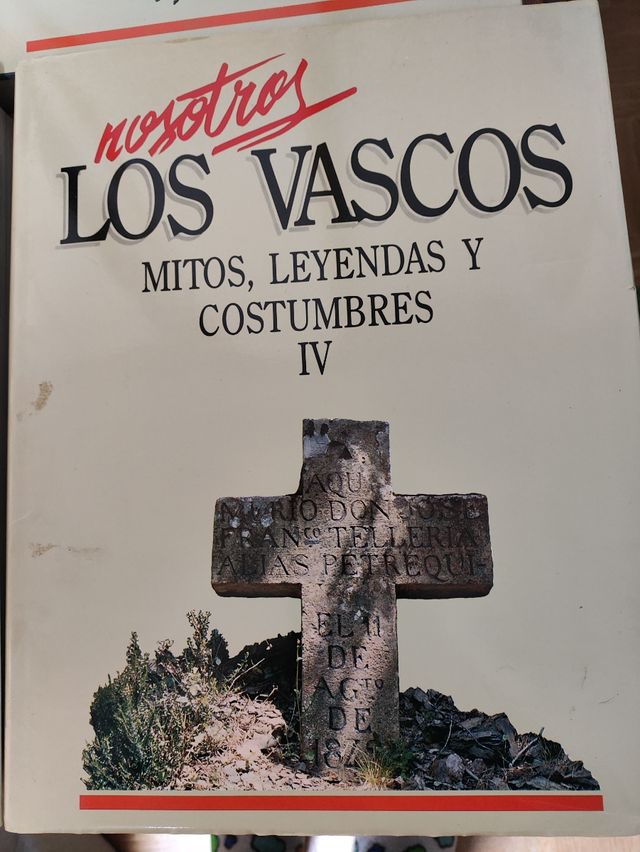 nosotros
LOS VASCOS
MITOS, LEYENDAS Y
COSTUMBRES
IV
AQUI
MURIO DON JOSE
FRANco TELLERIA
ALIAS PETREQUI-
EL 11
DE
AGTO
DE